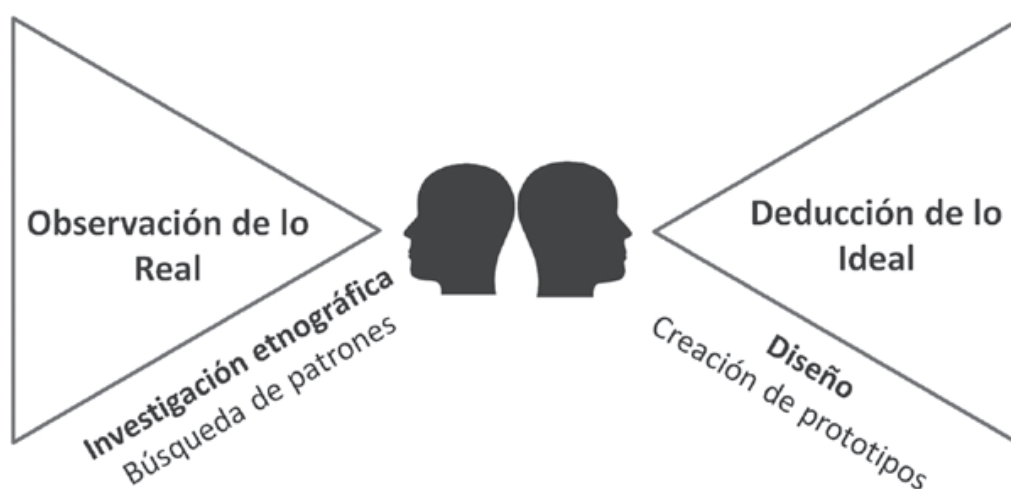 Observación de lo
Real
Investigación etnográfica
Búsqueda de patrones
Deducción de lo
Ideal
Diseño
Creación de prototipos